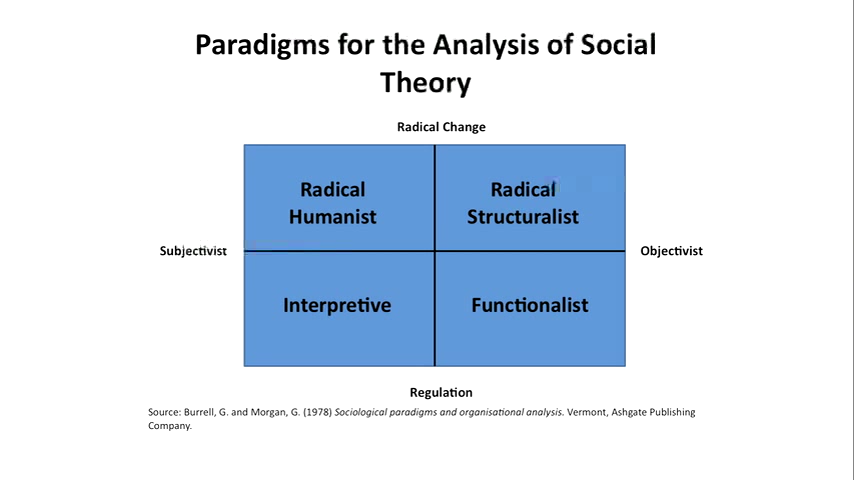 Paradigms for the Analysis of Social
Theory
Radical Change
Radical
Humanist
Radical
Structuralist
Subjectivist
Objectivist
Interpretive
Functionalist
Regulation
Source: Burrell, G. and Morgan, G. (1978) Sociological paradigms and organisational analysis. Vermont, Ashgate Publishing
Company.